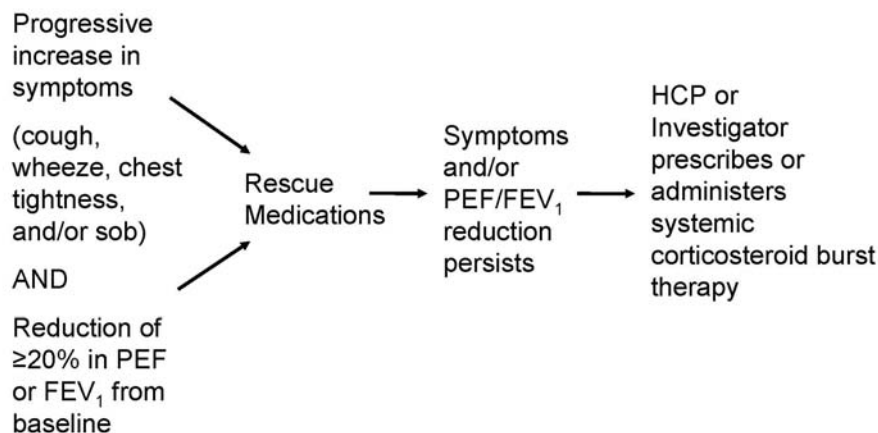 Progressive
increase in
symptoms
(cough,
wheeze, chest
tightness,
and/or sob)
AND
Reduction of
≥20% in PEF
or FEV₁ from
baseline
Rescue
Medications
Symptoms
and/or
PEF/FEV₁
reduction
persists
HCP or
Investigator
prescribes or
administers
systemic
corticosteroid burst
therapy